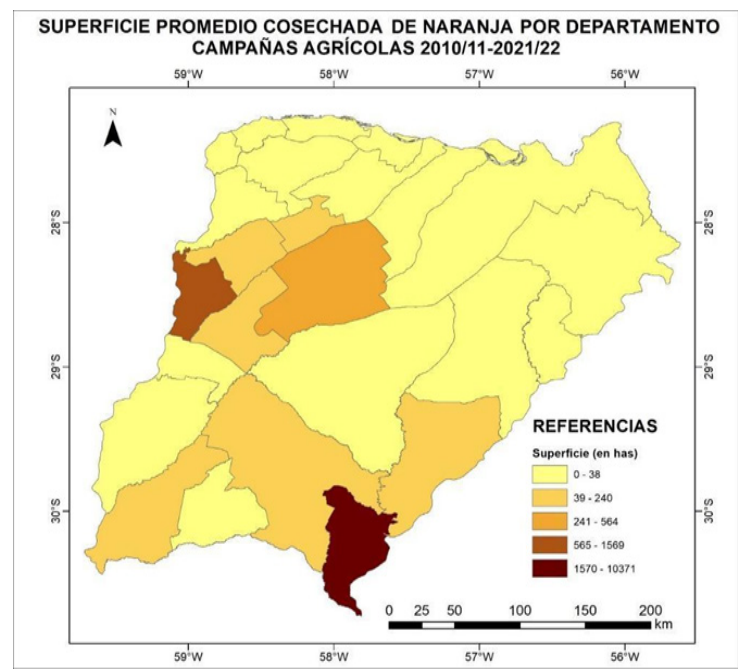 SUPERFICIE PROMEDIO COSECHADA DE NARANJA POR DEPARTAMENTO
CAMPAÑAS AGRÍCOLAS 2010/11-2021/22
59°W 58°W 57°W 56°W
N
28°S 28°S
29°S 29°S
REFERENCIAS
Superficie (en has)
0 - 38
39 - 240
30°S 30°S
241 - 564
565 - 1569
1570 - 10371
0 25 50 100 150 200
km
59°W 58°W 57°W 56°W